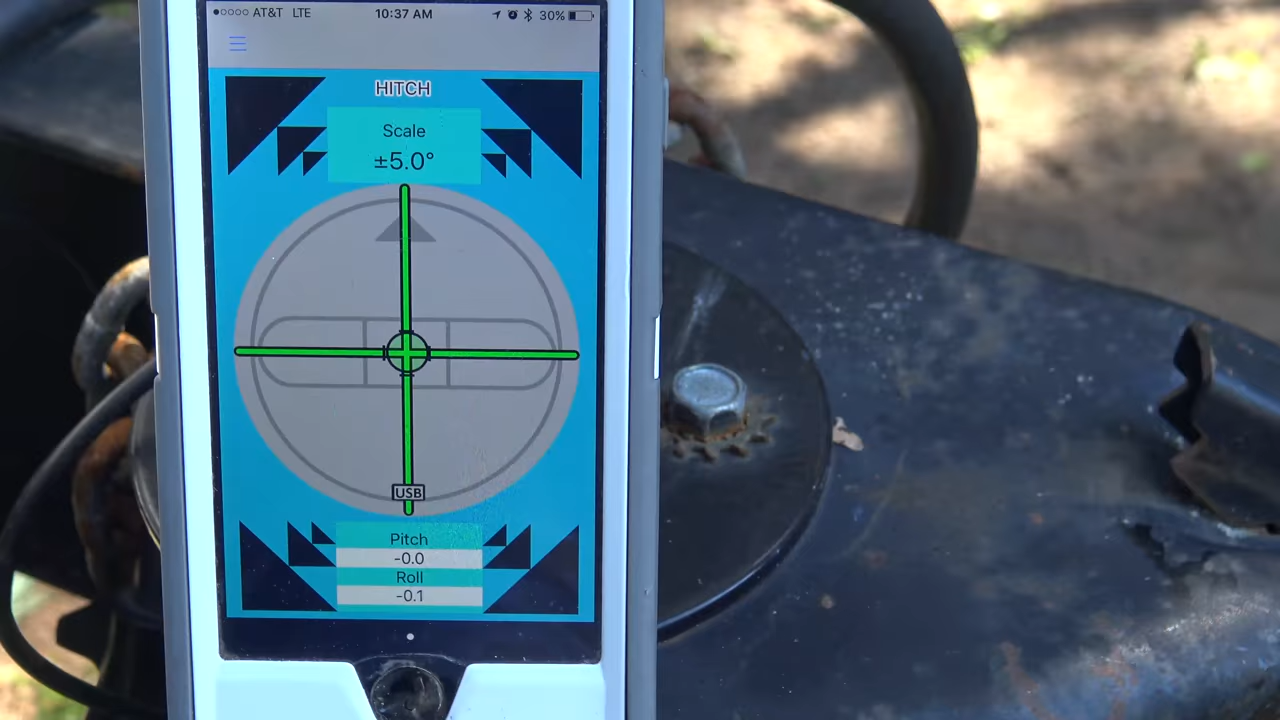 AT&T LTE 10:37 AM 30%
HITCH
Scale
±5.0°
USB
Pitch
-0.0
Roll
-0.1